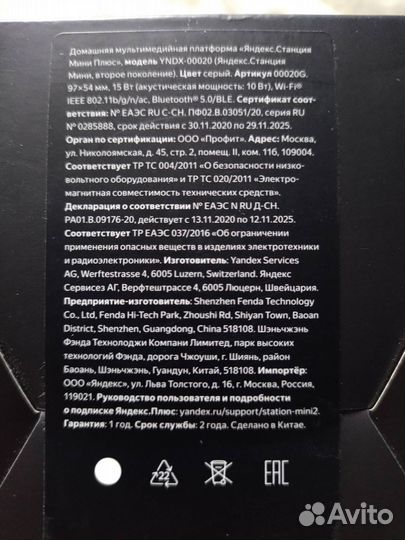 Домашняя мультимедийная платформа «Яндекс.Станция
Мини Плюс», модель YNDX-00020 (Яндекс.Станция
Мини, второе поколение). Цвет серый. Артикул 00020G.
97×54 мм, 15 Вт (акустическая мощность: 10 Вт), Wi-Fi®
IEEE 802.11b/g/n/ac, Bluetooth® 5.0/BLE. Сертификат соот-
ветствия: N° ЕАЭС RU C-CH. ПФ02.В.03051/20, серия RU
N° 0285888, срок действия с 30.11.2020 по 29.11.2025.
Орган по сертификации: ООО «Профит». Адрес: Москва,
ул. Николоямская, д. 45, стр. 2, помещ. II, ком. 116, 109004.
Соответствует ТР ТС 004/2011 «О безопасности низко-
вольтного оборудования» и ТР ТС 020/2011 «Электро-
магнитная совместимость технических средств».
Декларация о соответствии N° ЕАЭС N RU Д-CH.
РА01.В.09176-20, действует с 13.11.2020 по 12.11.2025.
Соответствует ТР ЕАЭС 037/2016 «Об ограничении
применения опасных веществ в изделиях электротехники
и радиоэлектроники». Изготовитель: Yandex Services
AG, Werftestrasse 4, 6005 Luzern, Switzerland. Яндекс
Сервисез АГ, Верфтештрассе 4, 6005 Люцерн, Швейцария.
Предприятие-изготовитель: Shenzhen Fenda Technology
Co., Ltd, Fenda Hi-Tech Park, Zhoushi Rd, Shiyan Town, Baoan
District, Shenzhen, Guangdong, China 518108. Шэньчжэнь
Фэнда Технолоджи Компани Лимитед, парк высоких
технологий Фэнда, дорога Чжоуши, г. Шиянь, район
Баоань, Шэньчжэнь, Гуандун, Китай, 518108. Импортёр:
ООО «Яндекс», ул. Льва Толстого, д. 16, г. Москва, Россия,
119021. Руководство пользователя и подробности
о подписке Яндекс.Плюс: yandex.ru/support/station-mini2.
Гарантия: 1 год. Срок службы: 2 года. Сделано в Китае.
22
PAP
EAC
Avito